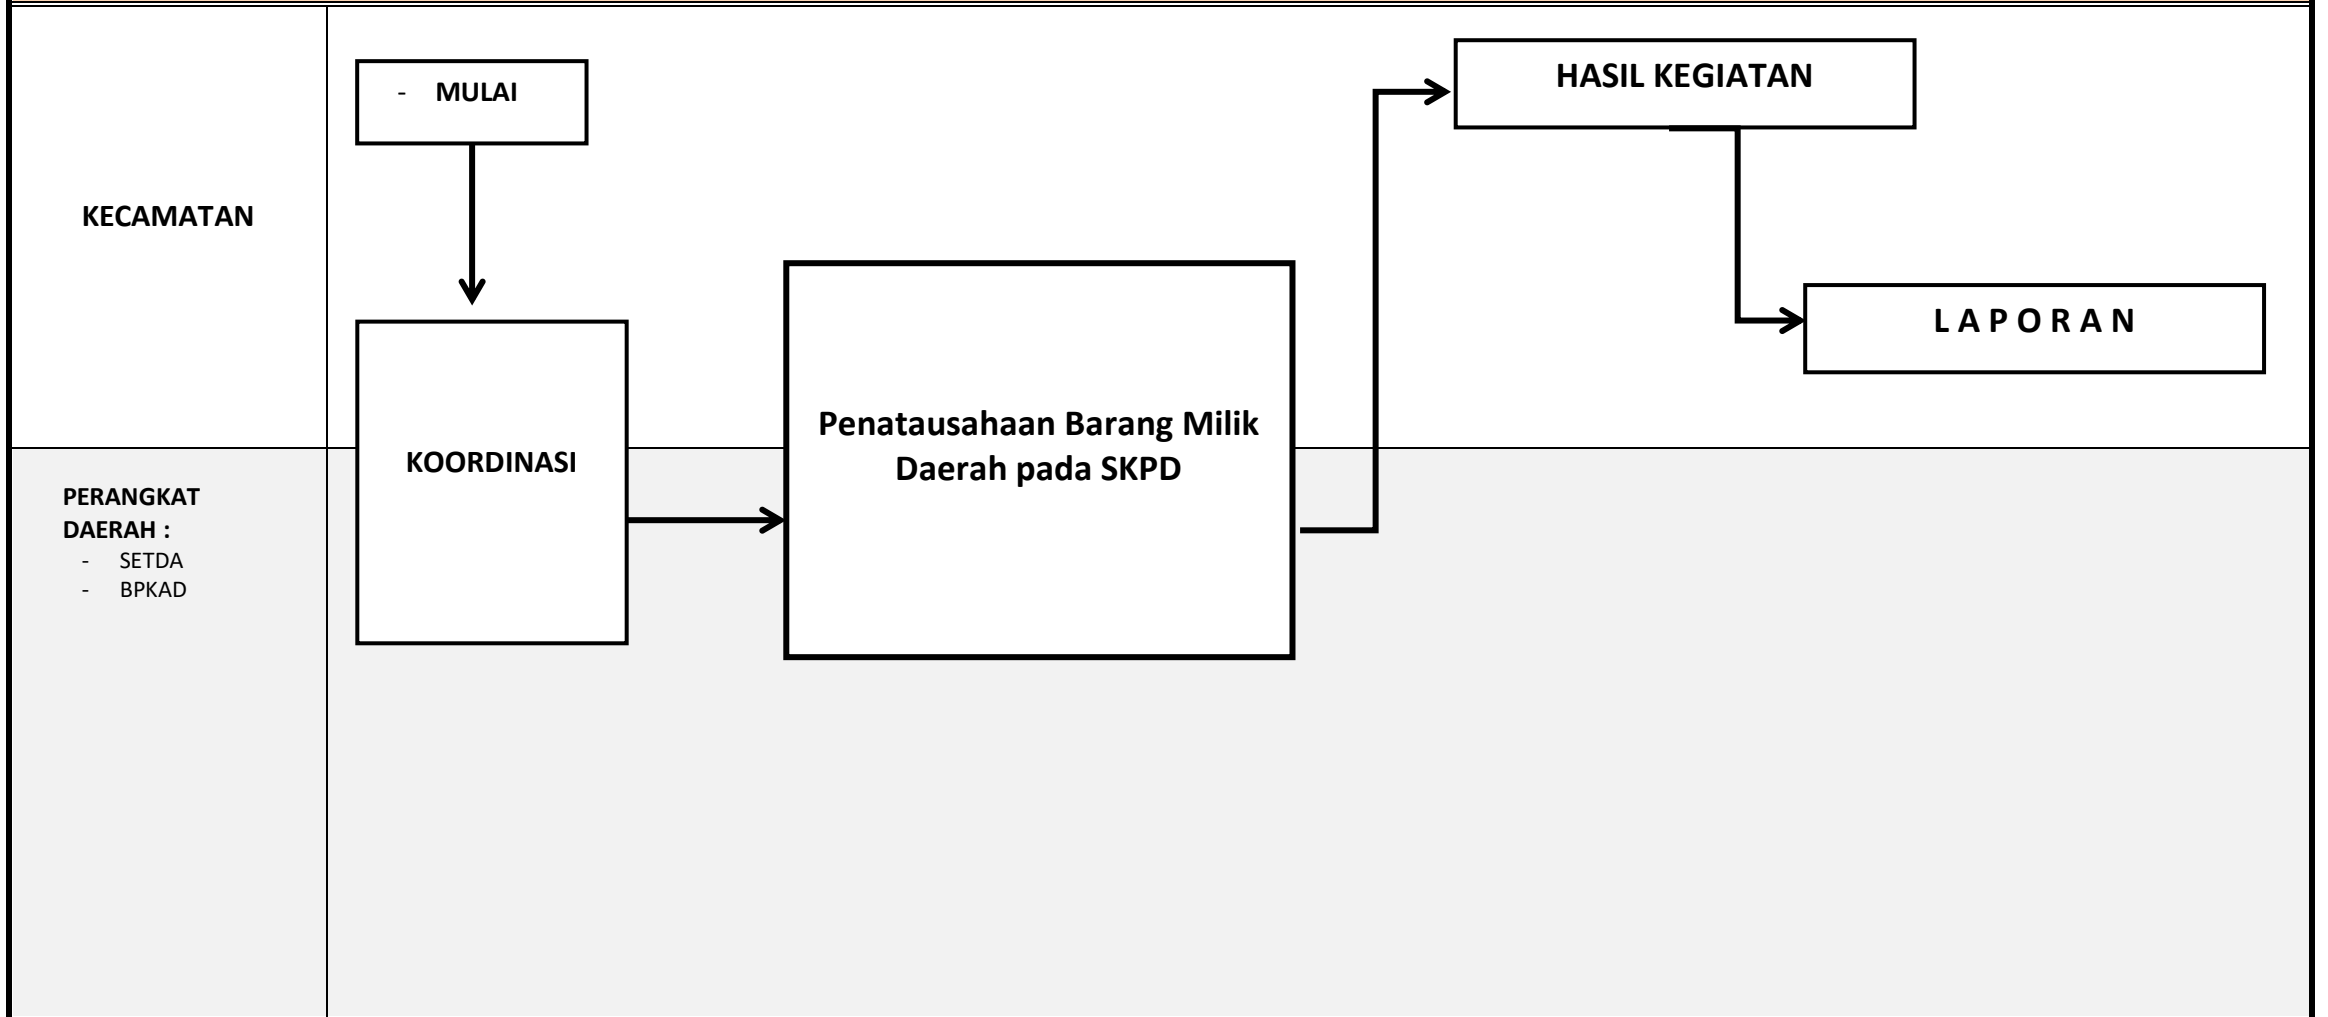 KECAMATAN
- MULAI
HASIL KEGIATAN
L A P O R A N
PERANGKAT
DAERAH :
- SETDA
- BPKAD
KOORDINASI
Penatausahaan Barang Milik
Daerah pada SKPD